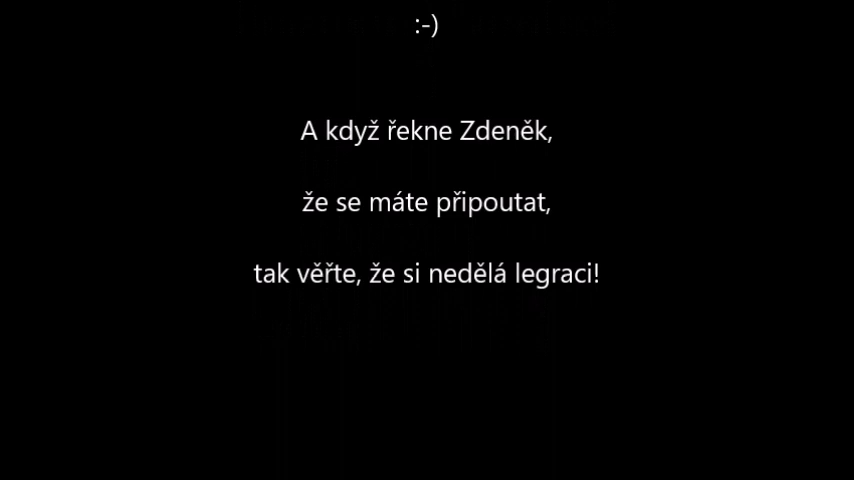 :-)
A když řekne Zdeněk,
že se máte připoutat,
tak věřte, že si nedělá legraci!